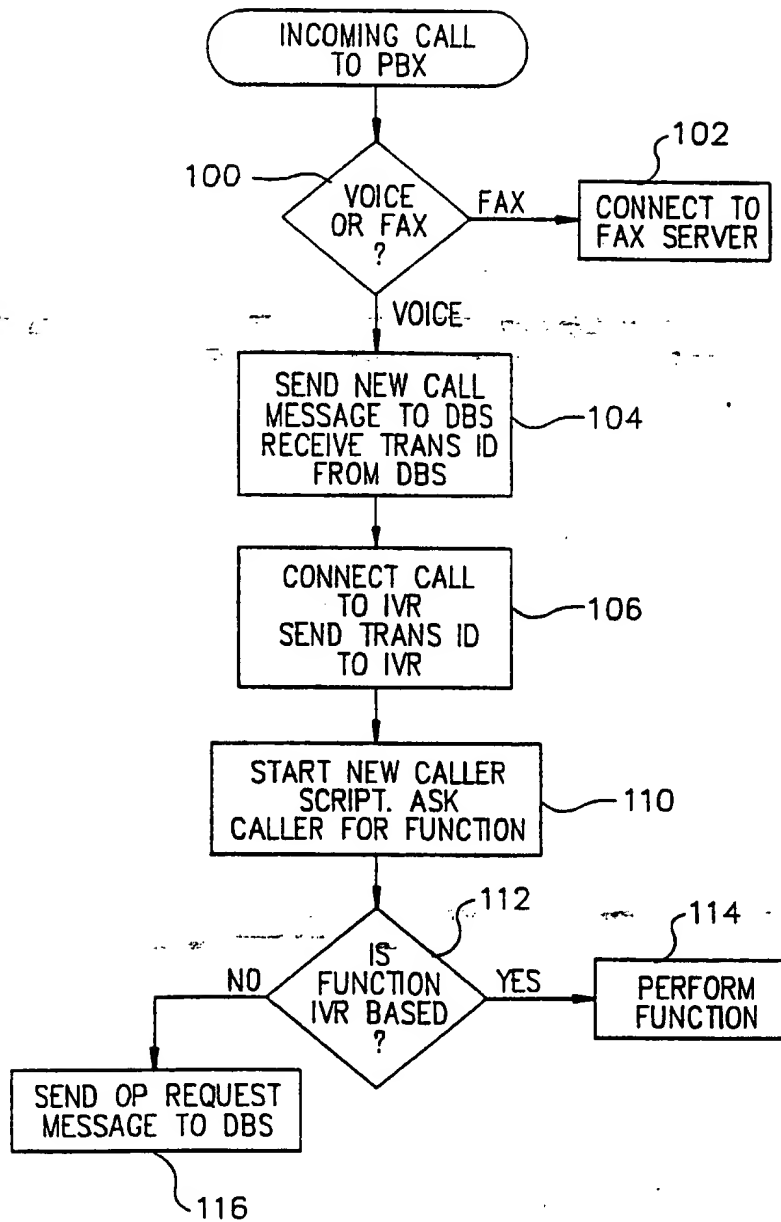 INCOMING CALL
TO PBX
100
VOICE
OR FAX
?
FAX
102
CONNECT TO
FAX SERVER
VOICE
SEND NEW CALL
MESSAGE TO DBS
RECEIVE TRANS ID
FROM DBS
104
CONNECT CALL
TO IVR
SEND TRANS ID
TO IVR
106
START NEW CALLER
SCRIPT. ASK
CALLER FOR FUNCTION
110
112
IS
FUNCTION
IVR BASED
?
NO
YES
114
PERFORM
FUNCTION
SEND OP REQUEST
MESSAGE TO DBS
116